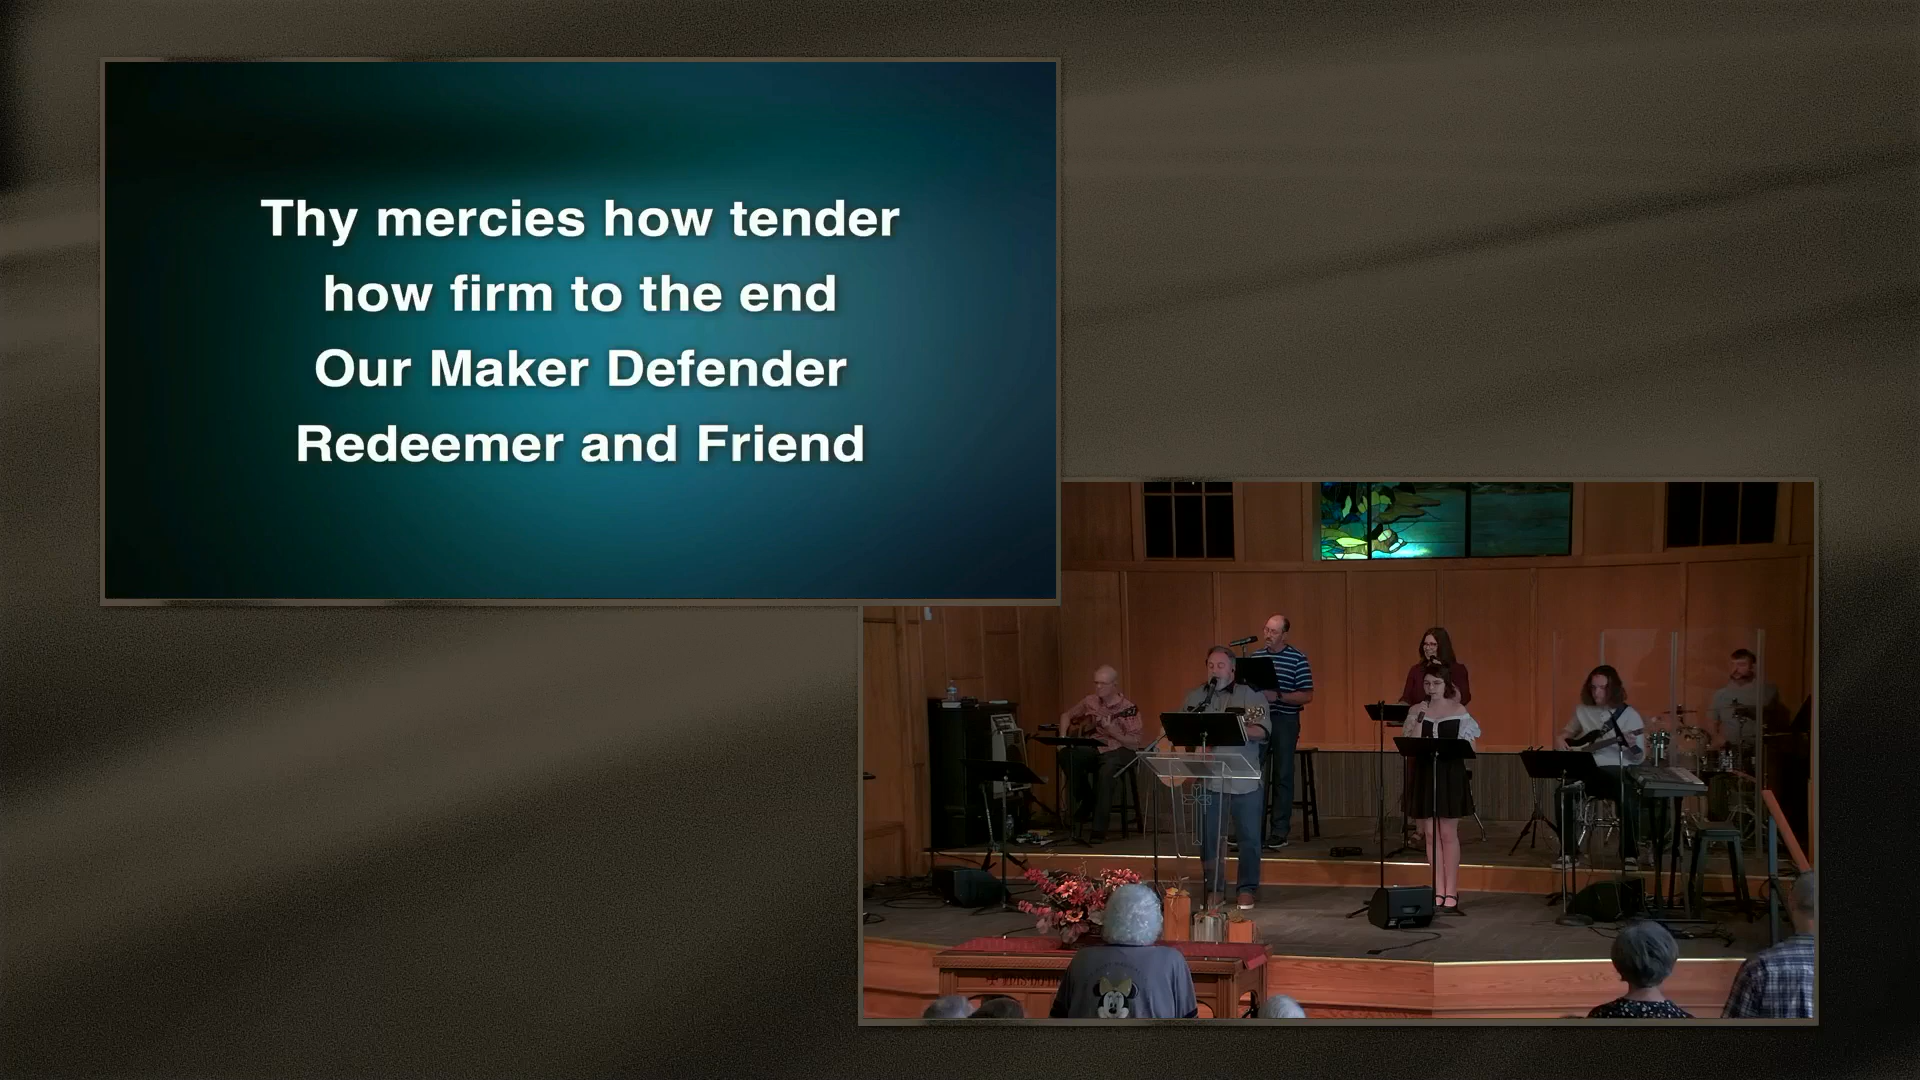 Thy mercies how tender
how firm to the end
Our Maker Defender
Redeemer and Friend